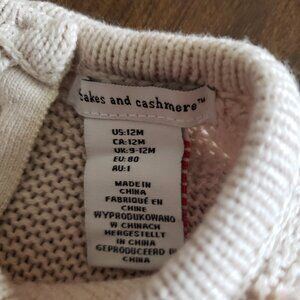 cakes and cashmere™
US:12M
CA:12M
UK:9-12M
EU:80
AU:1
MADE IN
CHINA
FABRIQUÉ EN
CHINE
WYPRODUKOWANO
W CHINACH
HERGESTELLT
IN CHINA
GEPRODUCEERD IN
CHINA